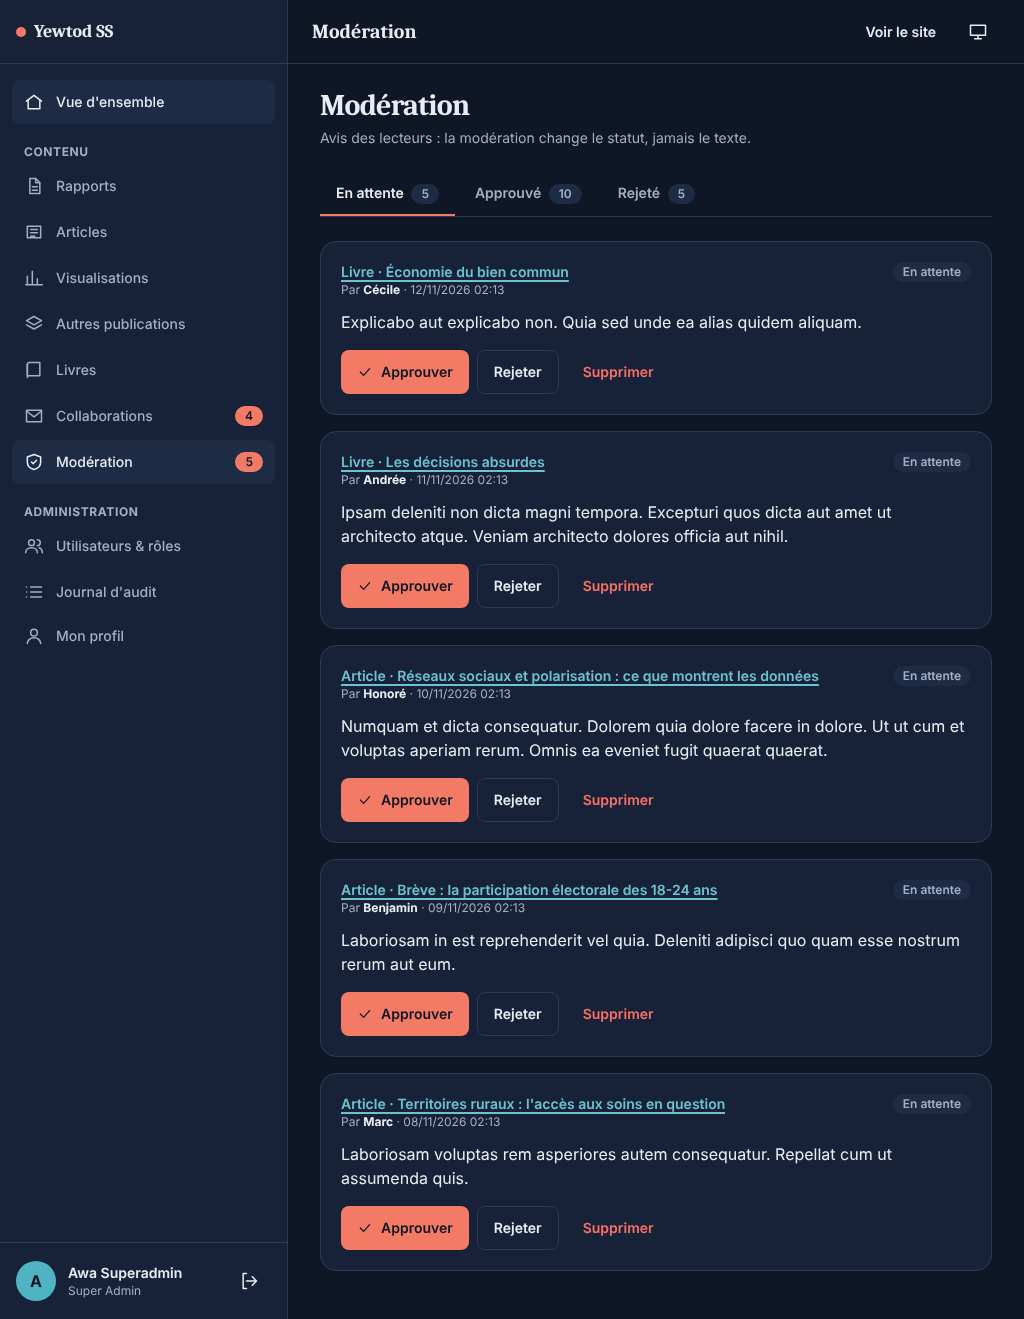 Yewtod SS
Modération
Voir le site
Vue d'ensemble
CONTENU
Rapports
Articles
Visualisations
Autres publications
Livres
Collaborations 4
Modération 5
ADMINISTRATION
Utilisateurs & rôles
Journal d'audit
Mon profil
A
Awa Superadmin
Super Admin
Modération
Avis des lecteurs : la modération change le statut, jamais le texte.
En attente 5 Approuvé 10 Rejeté 5
Livre · Économie du bien commun En attente
Par Cécile · 12/11/2026 02:13
Explicabo aut explicabo non. Quia sed unde ea alias quidem aliquam.
Approuver Rejeter Supprimer
Livre · Les décisions absurdes En attente
Par Andrée · 11/11/2026 02:13
Ipsam deleniti non dicta magni tempora. Excepturi quos dicta aut amet ut
architecto atque. Veniam architecto dolores officia aut nihil.
Approuver Rejeter Supprimer
Article · Réseaux sociaux et polarisation : ce que montrent les données En attente
Par Honoré · 10/11/2026 02:13
Numquam et dicta consequatur. Dolorem quia dolore facere in dolore. Ut ut cum et
voluptas aperiam rerum. Omnis ea eveniet fugit quaerat quaerat.
Approuver Rejeter Supprimer
Article · Brève : la participation électorale des 18-24 ans En attente
Par Benjamin · 09/11/2026 02:13
Laboriosam in est reprehenderit vel quia. Deleniti adipisci quo quam esse nostrum
rerum aut eum.
Approuver Rejeter Supprimer
Article · Territoires ruraux : l'accès aux soins en question En attente
Par Marc · 08/11/2026 02:13
Laboriosam voluptas rem asperiores autem consequatur. Repellat cum ut
assumenda quis.
Approuver Rejeter Supprimer